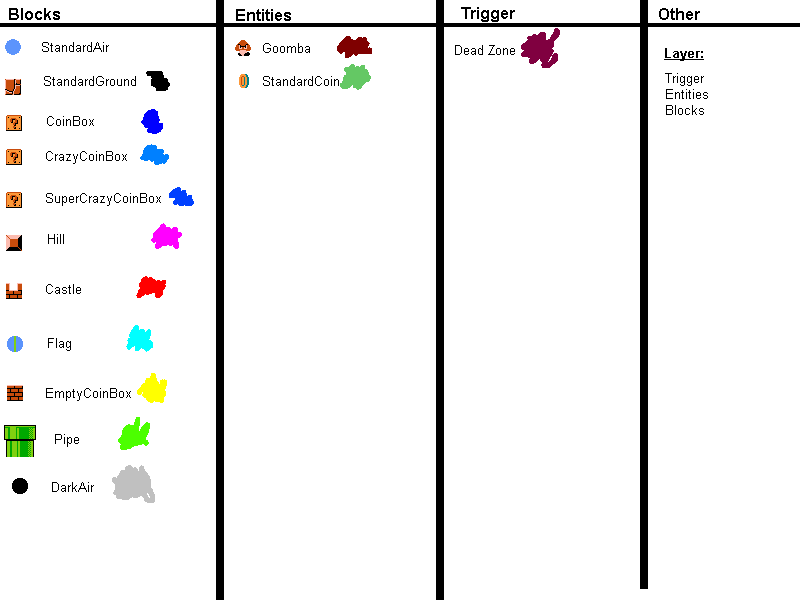 Blocks
StandardAir
StandardGround
CoinBox
CrazyCoinBox
SuperCrazyCoinBox
Hill
Castle
Flag
EmptyCoinBox
Pipe
DarkAir
Entities
Goomba
StandardCoin
Trigger
Dead Zone
Other
Layer:
Trigger
Entities
Blocks